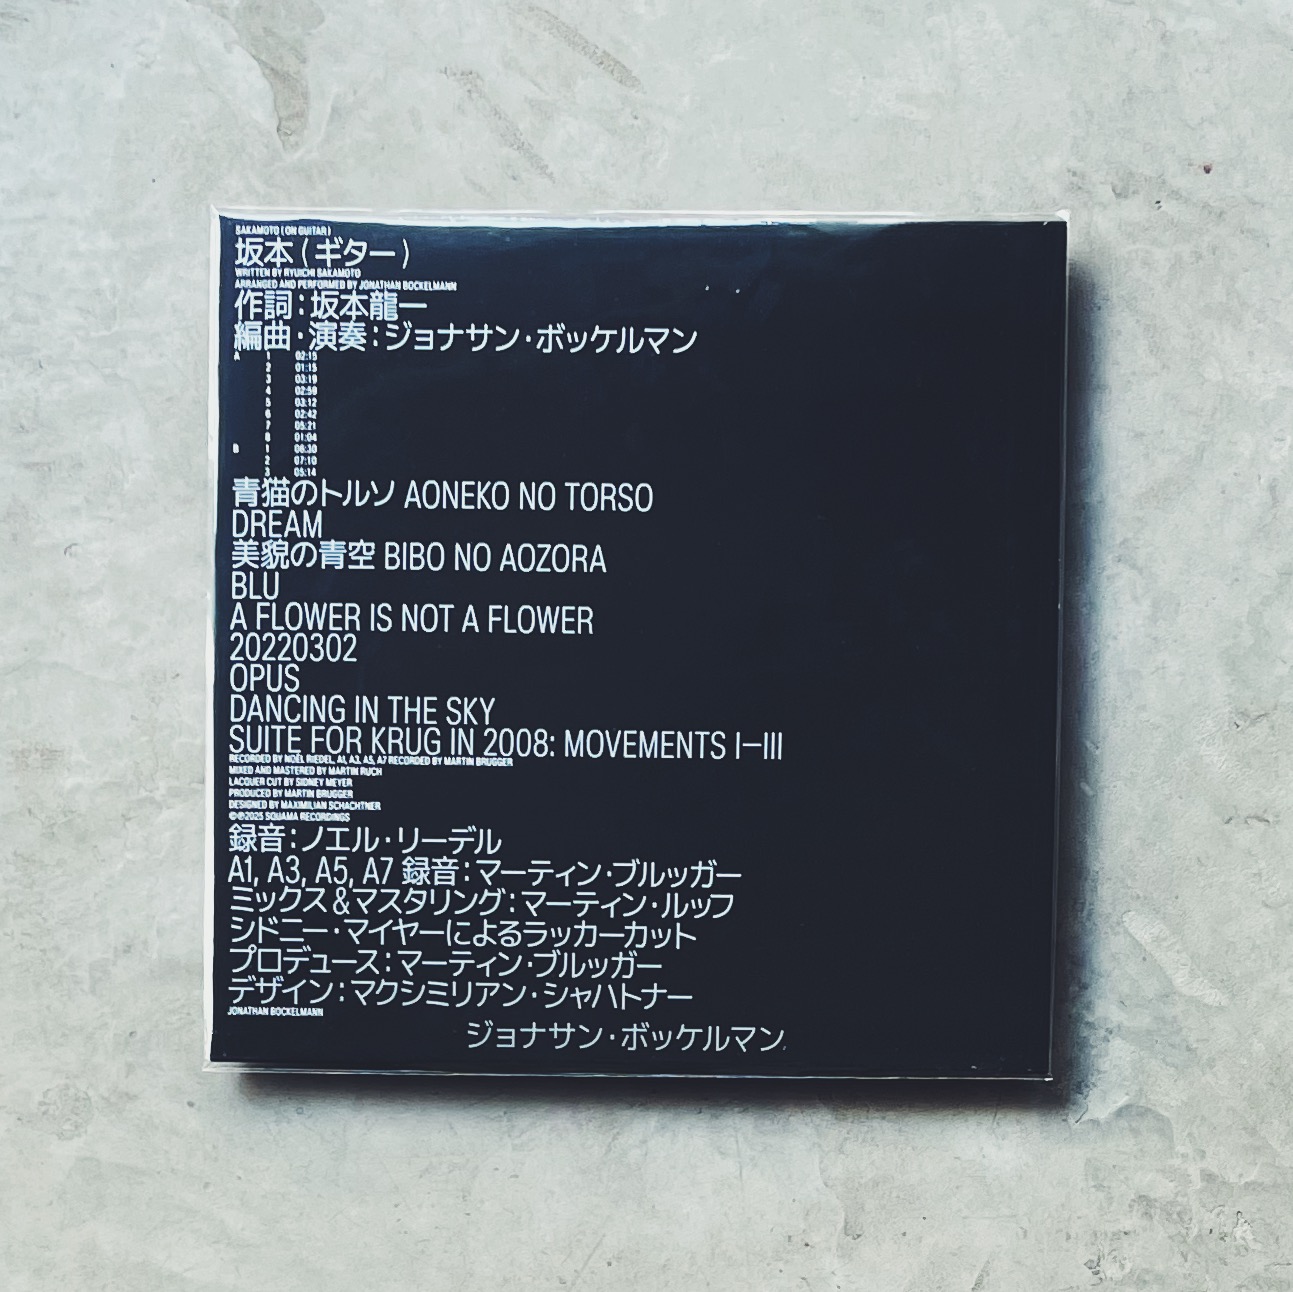 SAKAMOTO (ON GUITAR)
坂本（ギター）
WRITTEN BY RYUICHI SAKAMOTO
ARRANGED AND PERFORMED BY JONATHAN BOCKELMANN
作詞：坂本龍一
編曲・演奏：ジョナサン・ボッケルマン
A 1 02:15
2 01:15
3 03:19
4 02:59
5 03:12
6 02:42
7 05:21
8 01:04
B 1 06:30
2 07:10
3 05:14
青猫のトルソ AONEKO NO TORSO
DREAM
美貌の青空 BIBO NO AOZORA
BLU
A FLOWER IS NOT A FLOWER
20220302
OPUS
DANCING IN THE SKY
SUITE FOR KRUG IN 2008: MOVEMENTS I–III
RECORDED BY NOËL RIEDEL, A1, A3, A5, A7 RECORDED BY MARTIN BRUGGER
MIXED AND MASTERED BY MARTIN RUCH
LACQUER CUT BY SIDNEY MEYER
PRODUCED BY MARTIN BRUGGER
DESIGNED BY MAXIMILIAN SCHACHTNER
©℗2025 SQUAMA RECORDINGS
録音：ノエル・リーデル
A1, A3, A5, A7 録音：マーティン・ブルッガー
ミックス&マスタリング：マーティン・ルッフ
シドニー・マイヤーによるラッカーカット
プロデュース：マーティン・ブルッガー
デザイン：マクシミリアン・シャハトナー
JONATHAN BOCKELMANN
ジョナサン・ボッケルマン